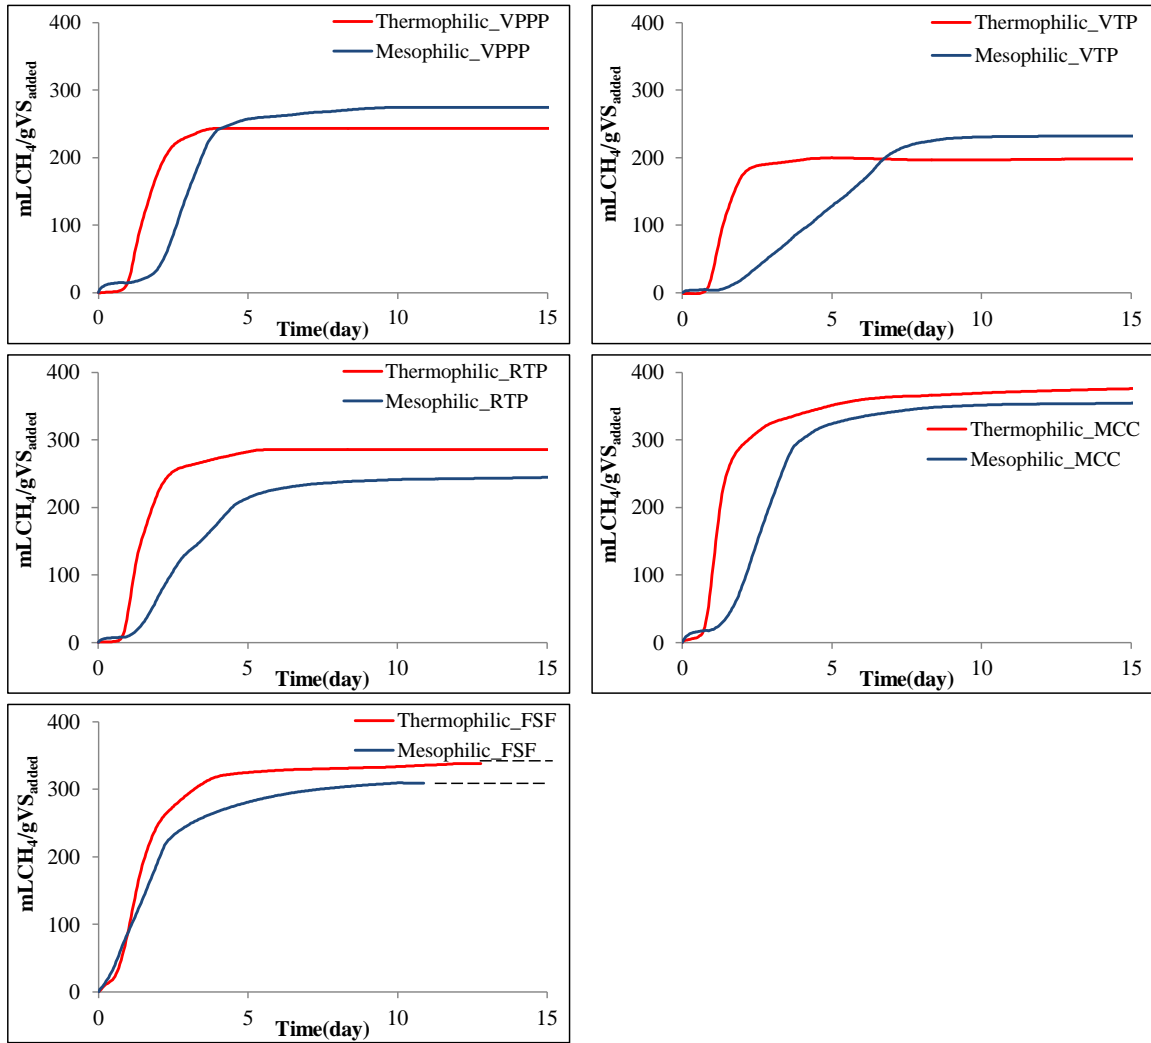 Thermophilic_VPPP
Mesophilic_VPPP
400
300
200
100
0
mLCH₄/gVSadded
0 5 10 15
Time(day)
Thermophilic_VTP
Mesophilic_VTP
400
300
200
100
0
mLCH₄/gVSadded
0 5 10 15
Time(day)
Thermophilic_RTP
Mesophilic_RTP
400
300
200
100
0
mLCH₄/gVSadded
0 5 10 15
Time(day)
Thermophilic_MCC
Mesophilic_MCC
400
300
200
100
0
mLCH₄/gVSadded
0 5 10 15
Time(day)
Thermophilic_FSF
Mesophilic_FSF
400
300
200
100
0
mLCH₄/gVSadded
0 5 10 15
Time(day)